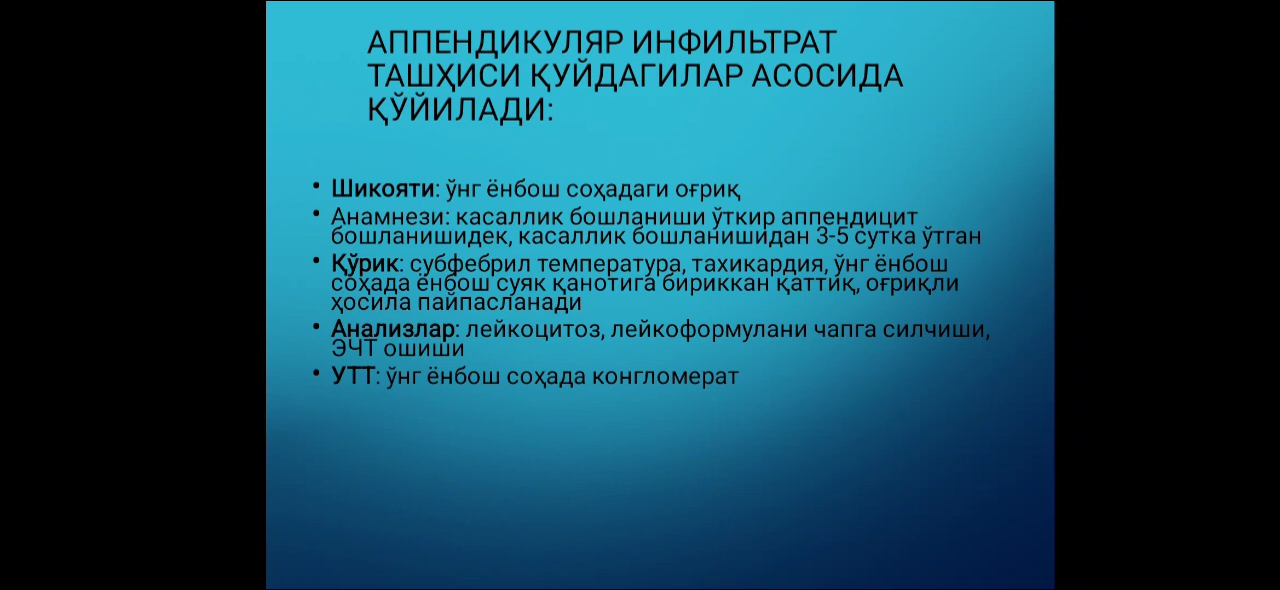 АППЕНДИКУЛЯР ИНФИЛЬТРАТ
ТАШҲИСИ ҚУЙДАГИЛАР АСОСИДА
ҚЎЙИЛАДИ:
• Шикояти: ўнг ёнбош соҳадаги оғриқ
• Анамнези: касаллик бошланиши ўткир аппендицит
бошланишидек, касаллик бошланишидан 3-5 сутка ўтган
• Қўрик: субфебрил температура, тахикардия, ўнг ёнбош
соҳада ёнбош суяк қанотига бириккан қаттиқ, оғриқли
ҳосила пайпасланади
• Анализлар: лейкоцитоз, лейкоформулани чапга силчиши,
ЭЧТ ошиши
• УТТ: ўнг ёнбош соҳада конгломерат